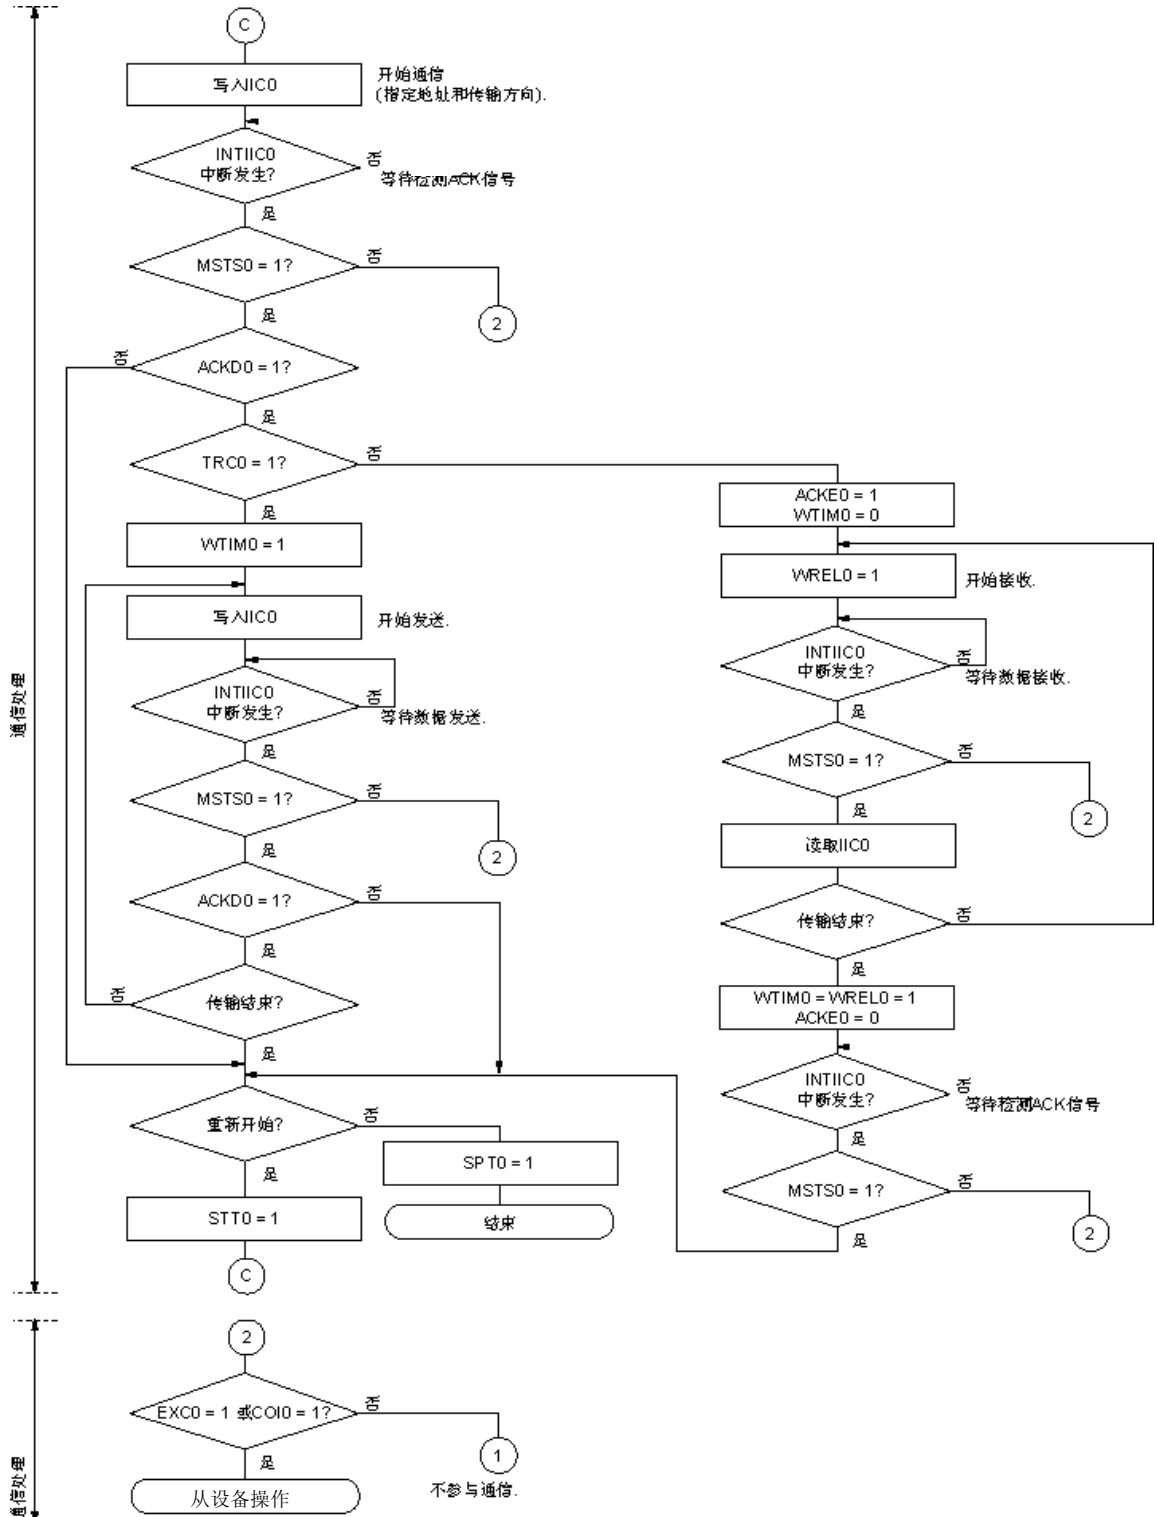 C
写入IIC0
开始通信
(指定地址和传输方向).
INTIIC0
中断发生?
否
等待检测ACK信号
是
MSTS0 = 1?
否
2
是
ACKD0 = 1?
否
是
TRC0 = 1?
否
是
WTIM0 = 1
写入IIC0
开始发送.
INTIIC0
中断发生?
否
等待数据发送.
是
MSTS0 = 1?
否
2
是
ACKD0 = 1?
否
是
传输结束?
否
是
重新开始?
否
是
SPT0 = 1
结束
STT0 = 1
C
ACKE0 = 1
WTIM0 = 0
WREL0 = 1
开始接收.
INTIIC0
中断发生?
否
等待数据接收.
是
MSTS0 = 1?
否
2
是
读取IIC0
传输结束?
否
是
WTIM0 = WREL0 = 1
ACKE0 = 0
INTIIC0
中断发生?
否
等待检测ACK信号
是
MSTS0 = 1?
否
2
是
通信处理
2
EXC0 = 1 或COI0 = 1?
否
1
不参与通信.
是
从设备操作
通信处理